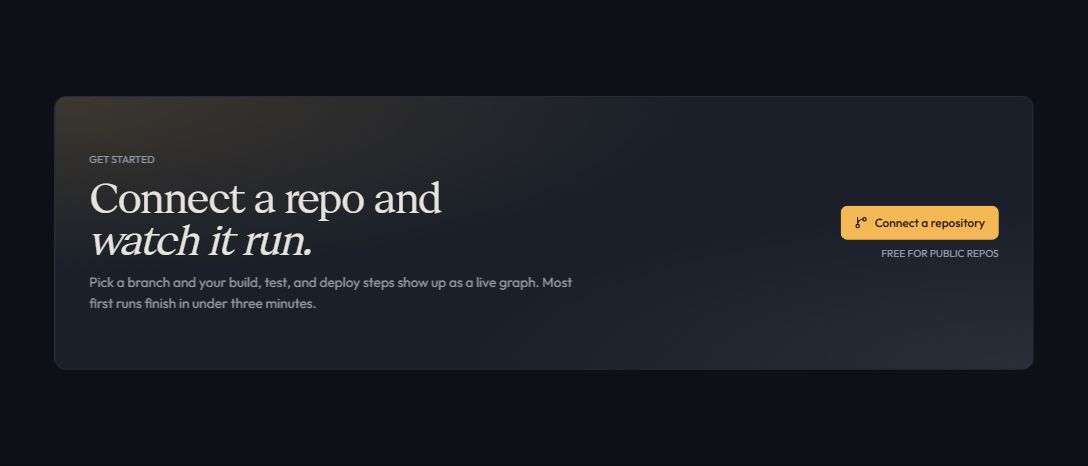 GET STARTED
Connect a repo and
watch it run.
Pick a branch and your build, test, and deploy steps show up as a live graph. Most
first runs finish in under three minutes.
Connect a repository
FREE FOR PUBLIC REPOS